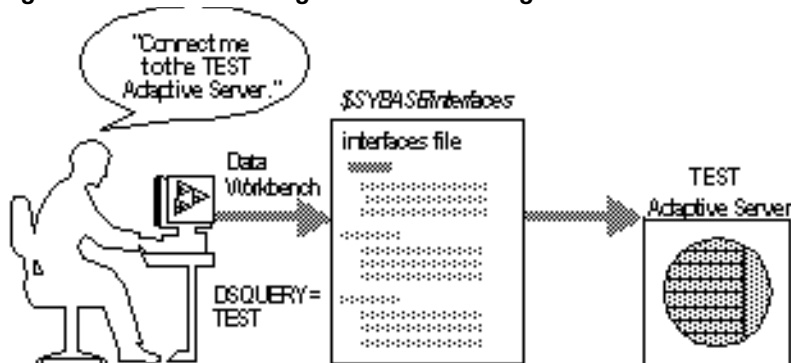 "Connect me
to the TEST
Adaptive Server."
$SYBASE/interfaces
interfaces file
Data
Workbench
DSQUERY =
TEST
TEST
Adaptive Server